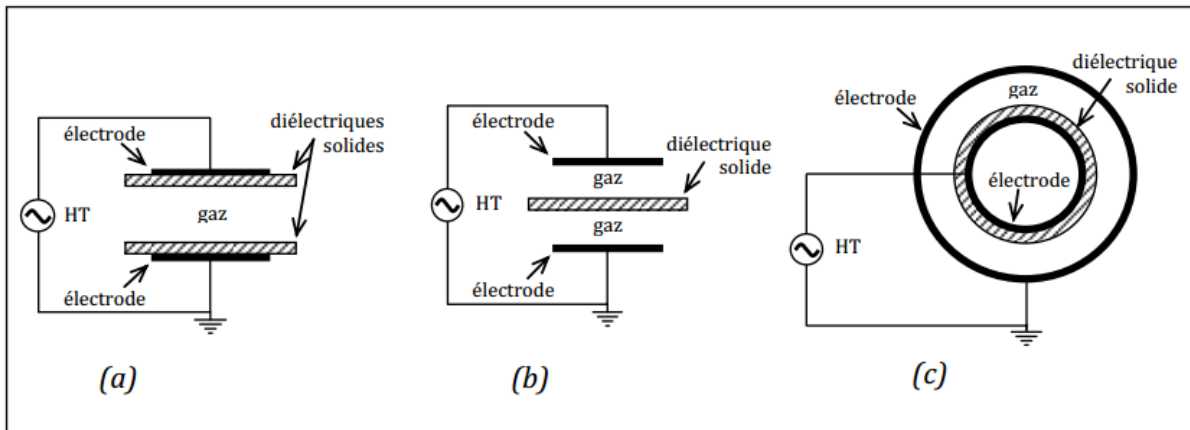 électrode
diélectriques
solides
HT
gaz
électrode
(a)
électrode
diélectrique
solide
gaz
HT
gaz
électrode
(b)
diélectrique
solide
gaz
électrode
électrode
HT
(c)